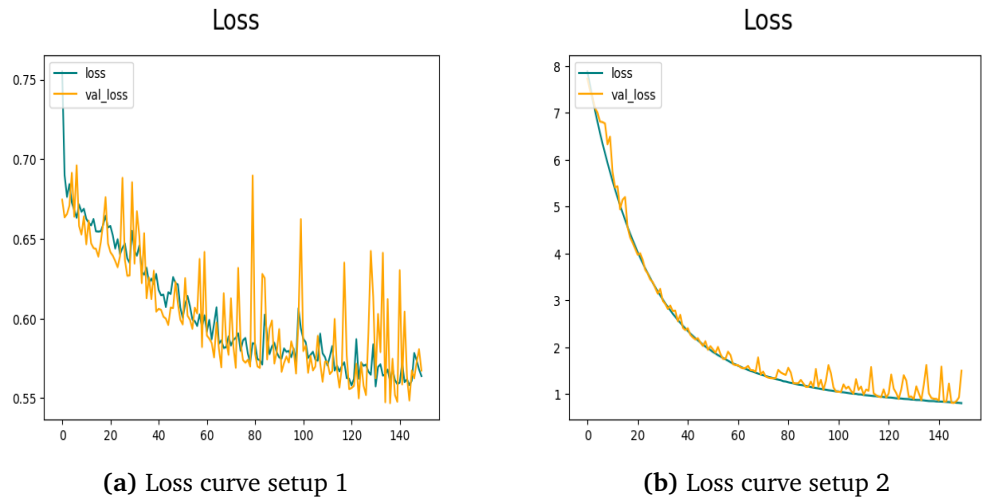 Loss
loss
val_loss
0.75
0.70
0.65
0.60
0.55
0 20 40 60 80 100 120 140
(a) Loss curve setup 1
Loss
loss
val_loss
8
7
6
5
4
3
2
1
0 20 40 60 80 100 120 140
(b) Loss curve setup 2